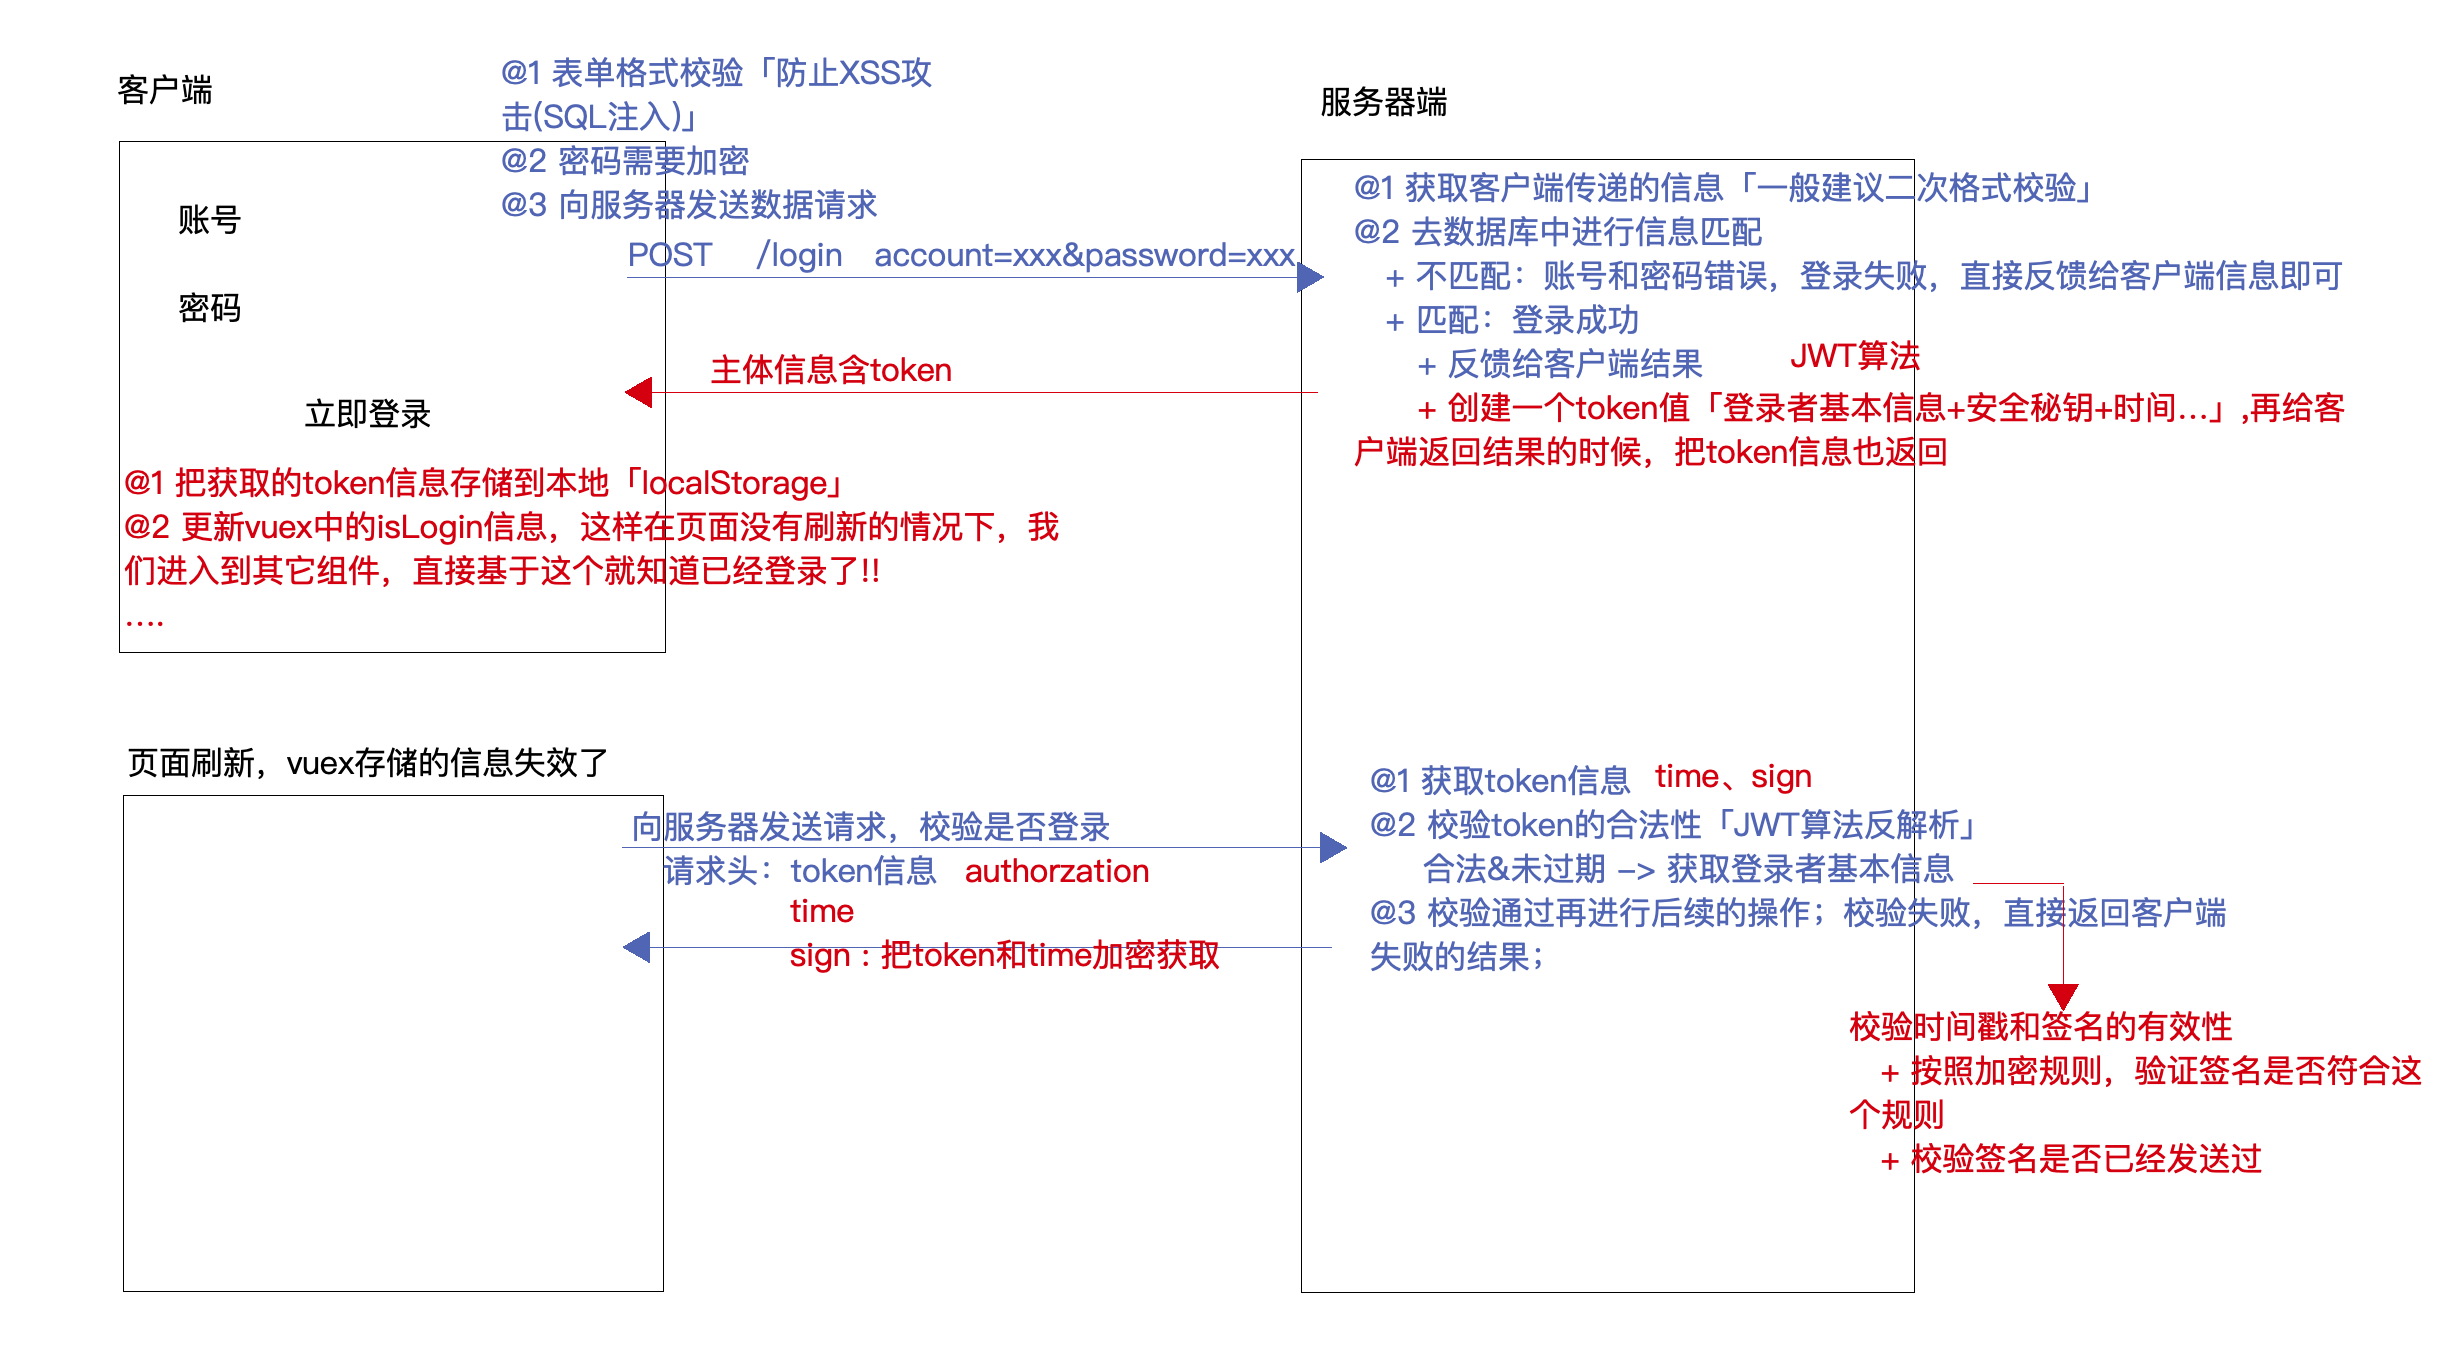 客户端
@1 表单格式校验「防止XSS攻
击(SQL注入)」
@2 密码需要加密
@3 向服务器发送数据请求
账号
密码
立即登录
POST /login account=xxx&password=xxx
主体信息含token
@1 把获取的token信息存储到本地「localStorage」
@2 更新vuex中的isLogin信息，这样在页面没有刷新的情况下，我
们进入到其它组件，直接基于这个就知道已经登录了!!
....
服务器端
@1 获取客户端传递的信息「一般建议二次格式校验」
@2 去数据库中进行信息匹配
+ 不匹配：账号和密码错误，登录失败，直接反馈给客户端信息即可
+ 匹配：登录成功
+ 反馈给客户端结果
JWT算法
+ 创建一个token值「登录者基本信息+安全秘钥+时间...」,再给客
户端返回结果的时候，把token信息也返回
页面刷新，vuex存储的信息失效了
向服务器发送请求，校验是否登录
请求头：token信息 authorzation
time
sign : 把token和time加密获取
@1 获取token信息 time、sign
@2 校验token的合法性「JWT算法反解析」
合法&未过期 -> 获取登录者基本信息
@3 校验通过再进行后续的操作；校验失败，直接返回客户端
失败的结果；
校验时间戳和签名的有效性
+ 按照加密规则，验证签名是否符合这
个规则
+ 校验签名是否已经发送过